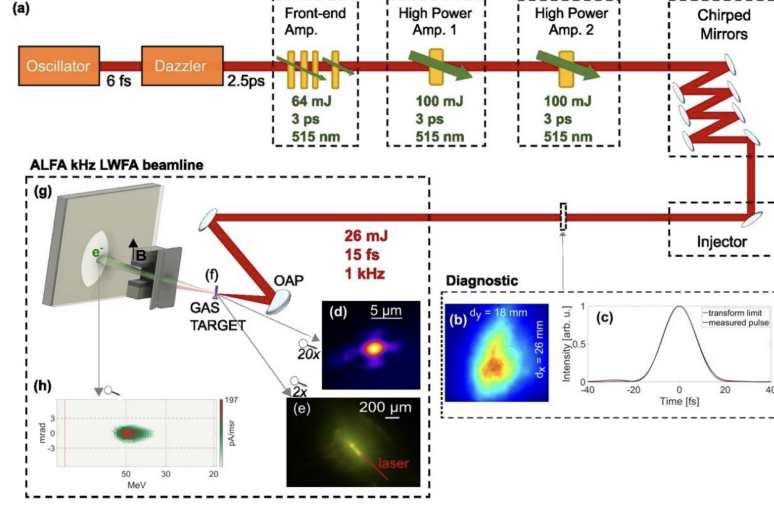 (a)
Oscillator
6 fs
Dazzler
2.5ps
Front-end
Amp.
64 mJ
3 ps
515 nm
High Power
Amp. 1
100 mJ
3 ps
515 nm
High Power
Amp. 2
100 mJ
3 ps
515 nm
Chirped
Mirrors
Injector
ALFA kHz LWFA beamline
(g)
e-
B
(f)
GAS
TARGET
OAP
26 mJ
15 fs
1 kHz
20x
2x
(d)
5 µm
(e)
200 µm
laser
(h)
mrad
3
0
-3
50
30
20
MeV
197
pA/msr
Diagnostic
(b)
dy = 18 mm
dx = 26 mm
(c)
Intensity [arb. u.]
1
0.5
0
transform limit
measured pulse
-40
-20
0
20
40
Time [fs]